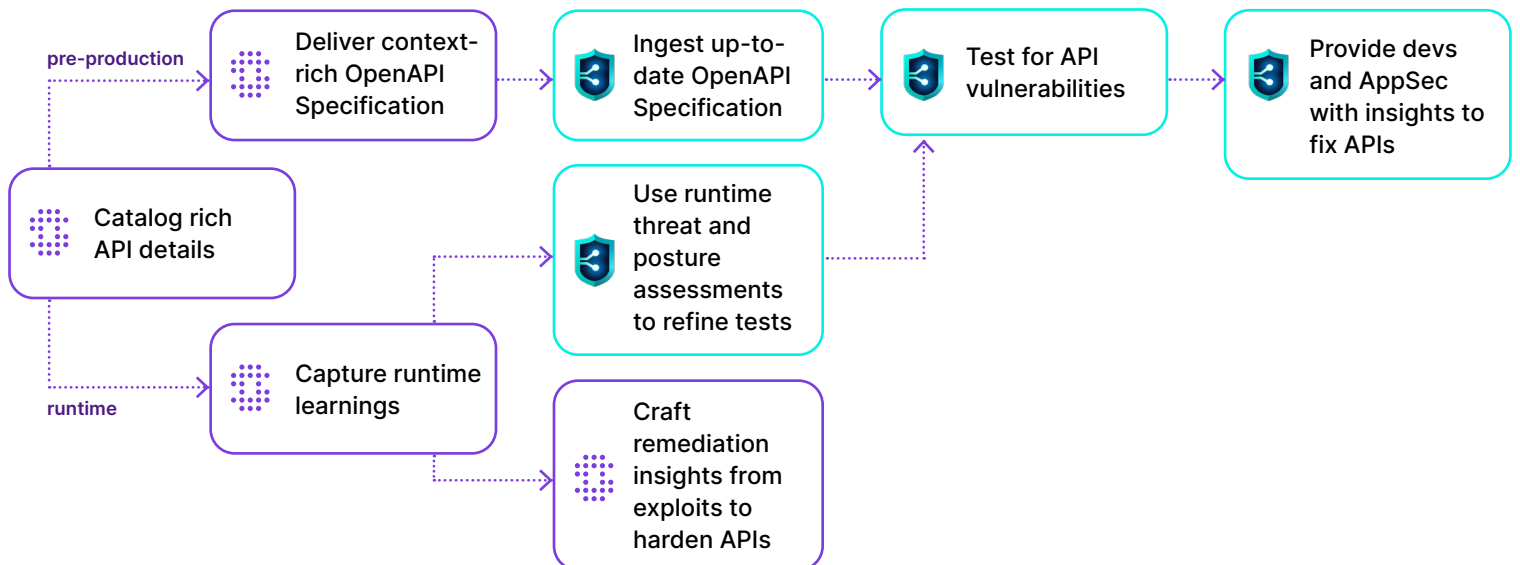 pre-production
Deliver context-
rich OpenAPI
Specification
Ingest up-to-
date OpenAPI
Specification
Test for API
vulnerabilities
Provide devs
and AppSec
with insights to
fix APIs
Catalog rich
API details
Use runtime
threat and
posture
assessments
to refine tests
runtime
Capture runtime
learnings
Craft
remediation
insights from
exploits to
harden APIs